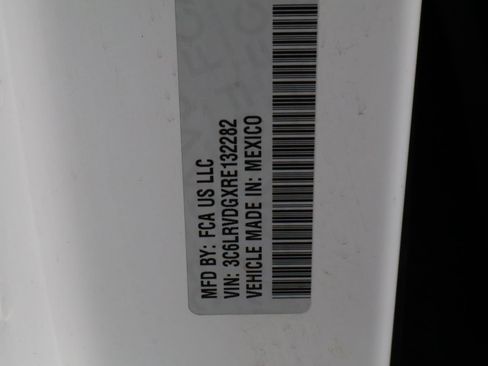 MFD BY: FCA US LLC
VIN: 3C6LRVDGXRE132282
VEHICLE MADE IN: MEXICO